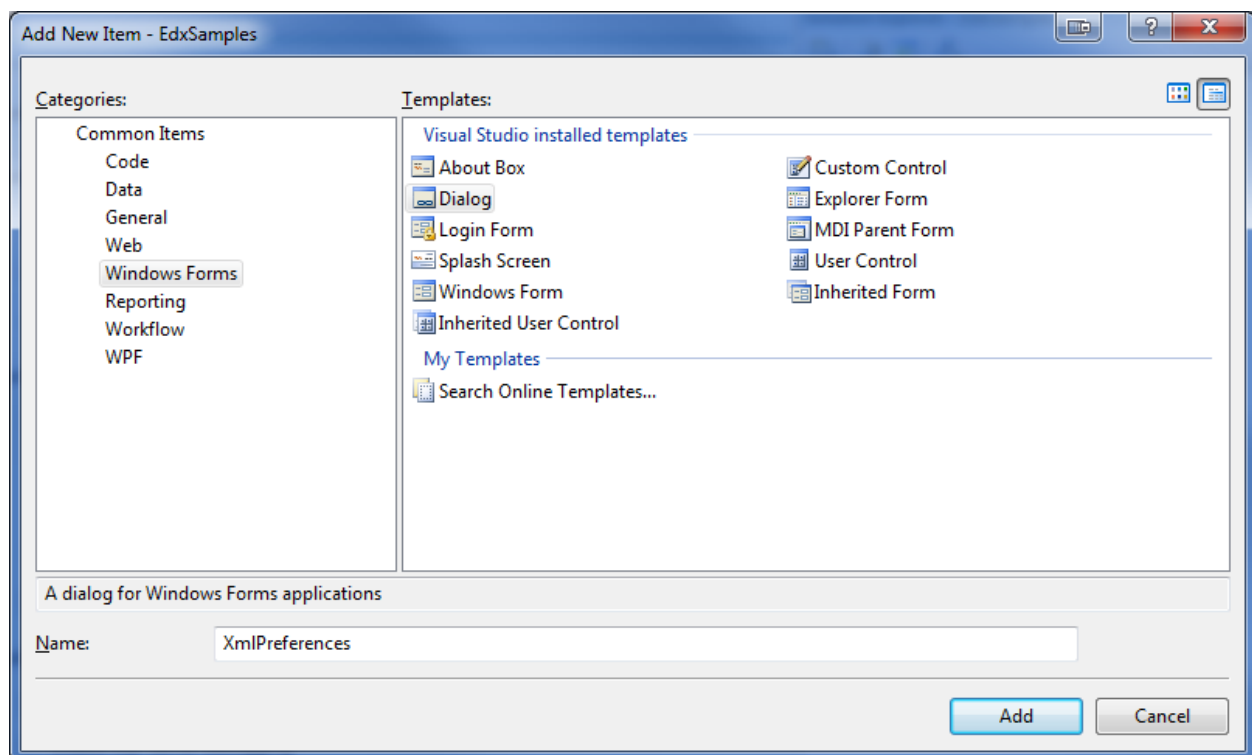 Add New Item - EdxSamples
Categories:
Common Items
Code
Data
General
Web
Windows Forms
Reporting
Workflow
WPF
Templates:
Visual Studio installed templates
About Box
Dialog
Login Form
Splash Screen
Windows Form
Inherited User Control
Custom Control
Explorer Form
MDI Parent Form
User Control
Inherited Form
My Templates
Search Online Templates...
A dialog for Windows Forms applications
Name: XmlPreferences
Add Cancel